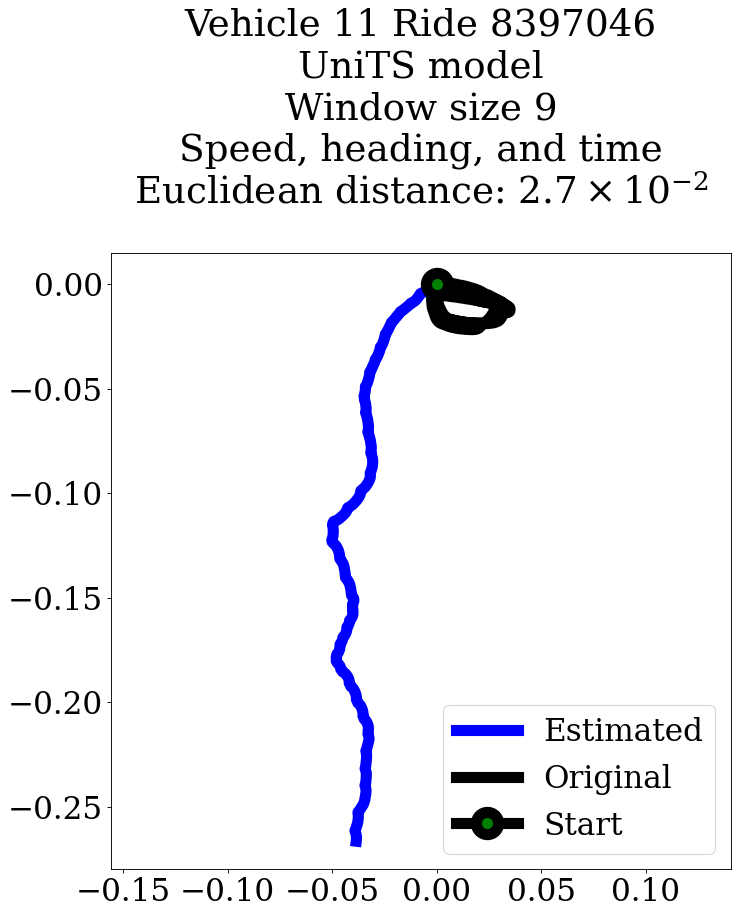 Vehicle 11 Ride 8397046
UniTS model
Window size 9
Speed, heading, and time
Euclidean distance: 2.7 × 10⁻²
0.00
−0.05
−0.10
−0.15
−0.20
−0.25
Estimated
Original
Start
−0.15 −0.10 −0.05 0.00 0.05 0.10